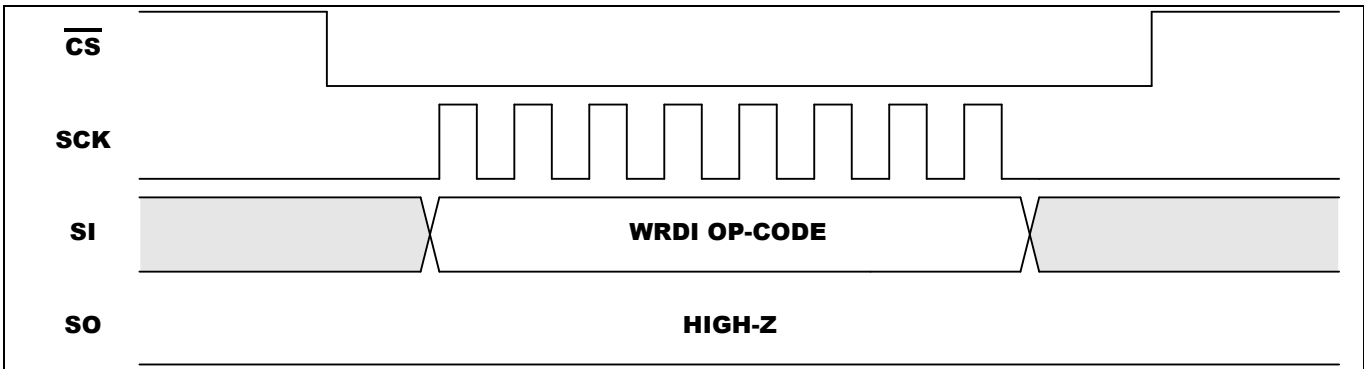 CS
SCK
SI
WRDI OP-CODE
SO
HIGH-Z